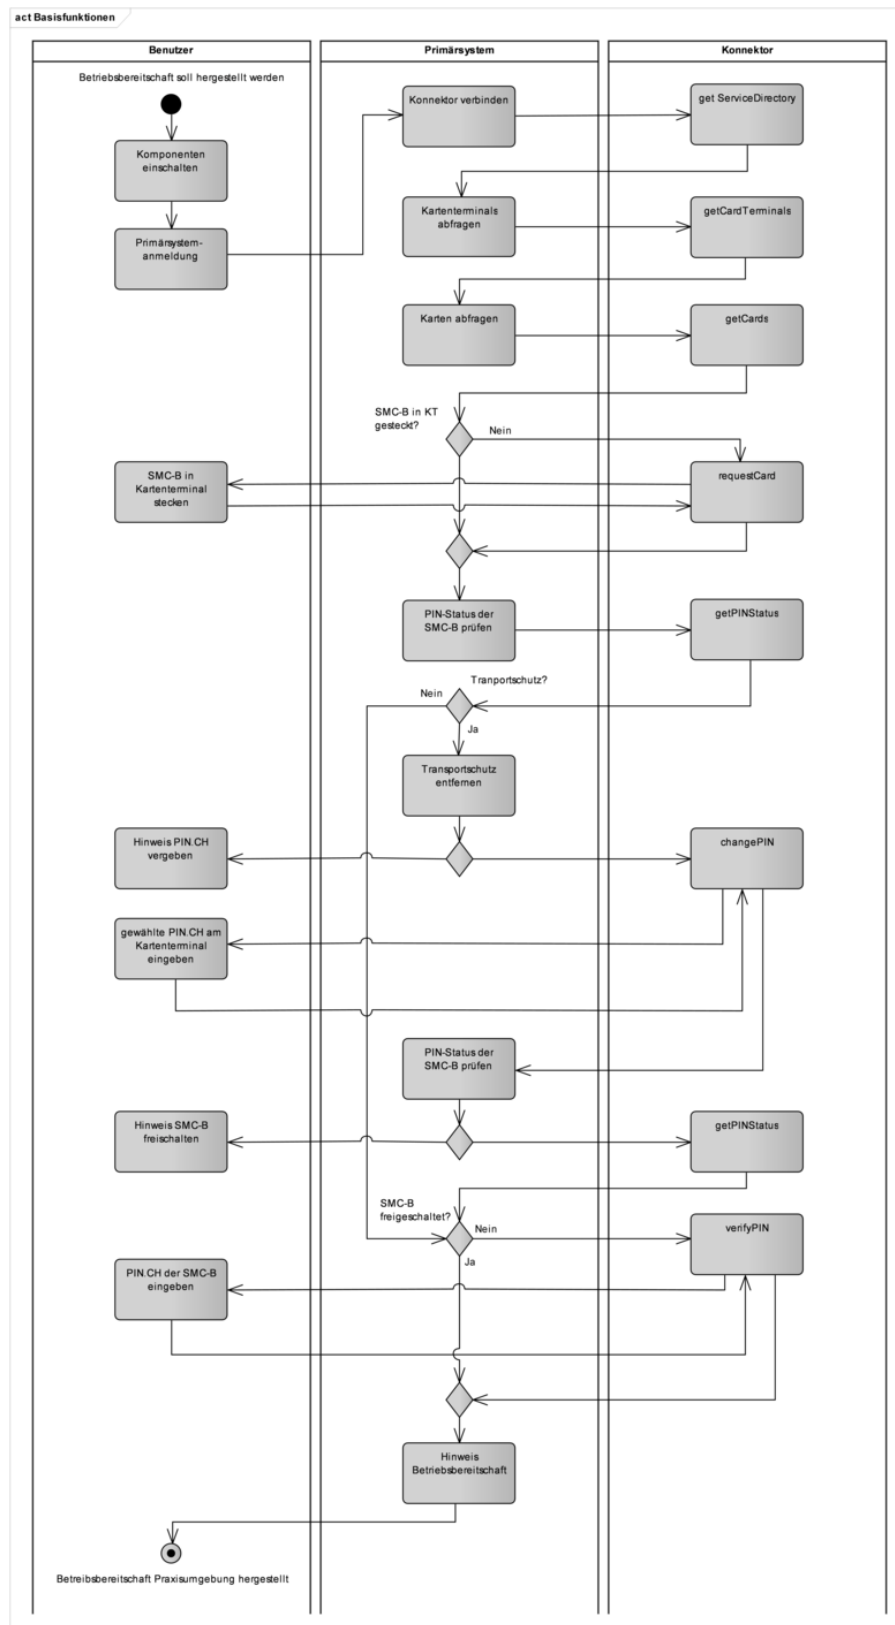 act Basisfunktionen
Benutzer
Primärsystem
Konnektor
Betriebsbereitschaft soll hergestellt werden
Konnektor verbinden
get ServiceDirectory
Komponenten
einschalten
Kartenterminals
abfragen
getCardTerminals
Primärsystem-
anmeldung
Karten abfragen
getCards
SMC-B in KT
gesteckt?
Nein
SMC-B in
Kartenterminal
stecken
requestCard
PIN-Status der
SMC-B prüfen
getPINStatus
Tranportschutz?
Nein
Ja
Transportschutz
entfernen
Hinweis PIN.CH
vergeben
changePIN
gewählte PIN.CH am
Kartenterminal
eingeben
PIN-Status der
SMC-B prüfen
Hinweis SMC-B
freischalten
getPINStatus
SMC-B
freigeschaltet?
Nein
verifyPIN
Ja
PIN.CH der SMC-B
eingeben
Hinweis
Betriebsbereitschaft
Betreibsbereitschaft Praxisumgebung hergestellt